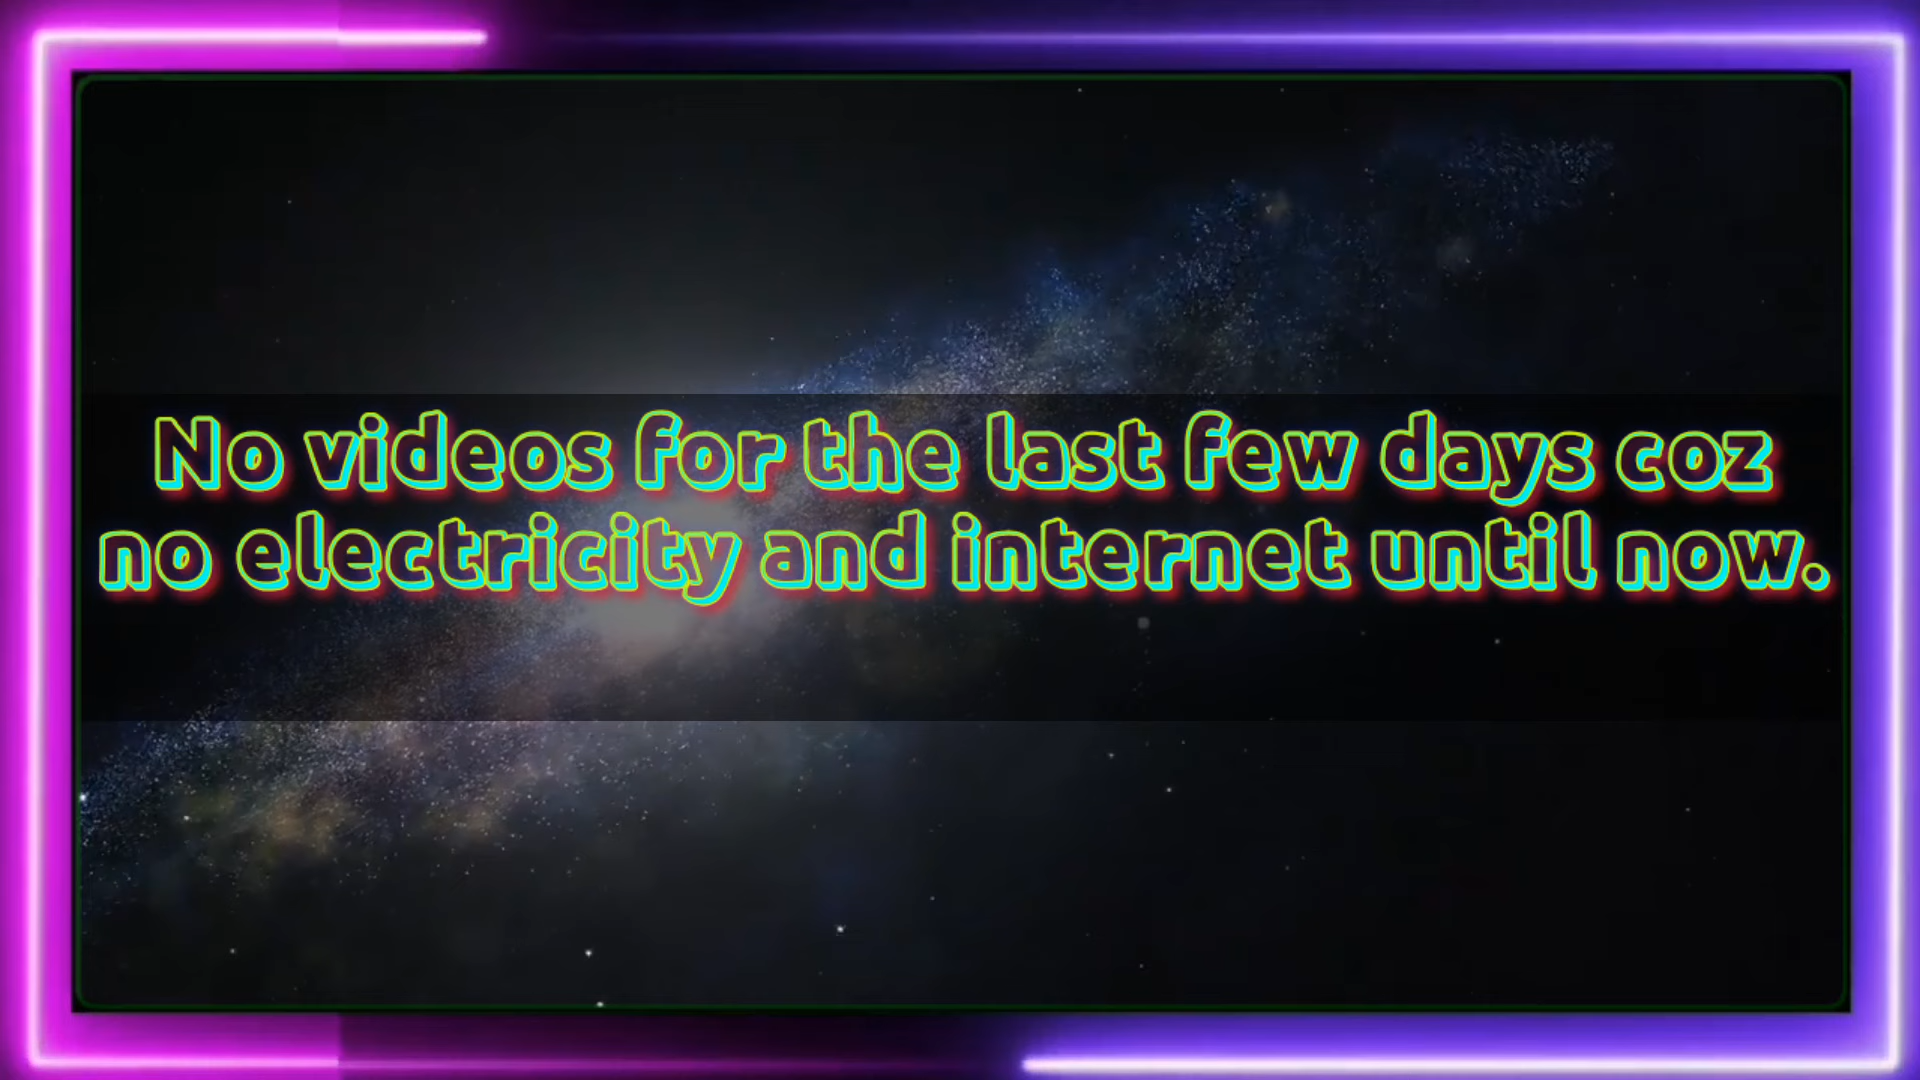 No videos for the last few days coz
no electricity and internet until now.